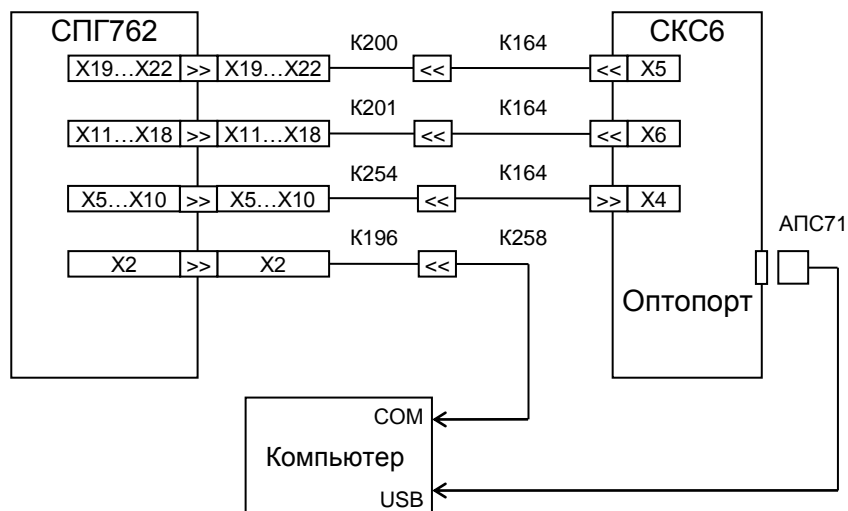 СПГ762
СКС6
К200
К164
X19…X22 >> X19…X22 << << X5
К201
К164
X11…X18 >> X11…X18 << << X6
К254
К164
X5…X10 >> X5…X10 << >> X4
АПС71
К196
К258
X2 >> X2 <<
Оптопорт
COM
Компьютер
USB